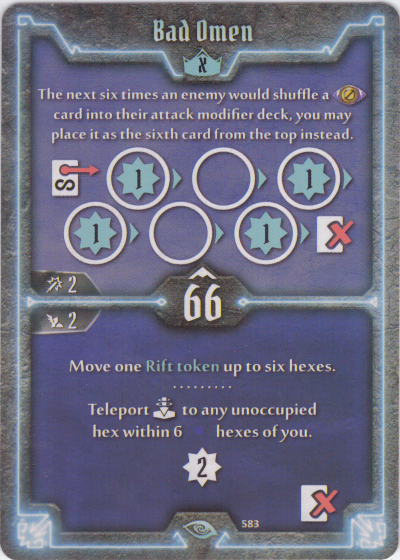 Bad Omen
X
The next six times an enemy would shuffle a
card into their attack modifier deck, you may
place it as the sixth card from the top instead.
1 1
1 1
2
66
2
Move one Rift token up to six hexes.
Teleport to any unoccupied
hex within 6 hexes of you.
2
583